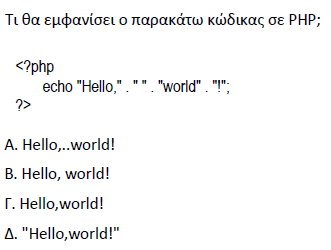 Τι θα εμφανίσει ο παρακάτω κώδικας σε PHP;
<?php
echo "Hello," . " " . "world" . "!";
?>
Α. Hello,..world!
Β. Hello, world!
Γ. Hello,world!
Δ. "Hello,world!"